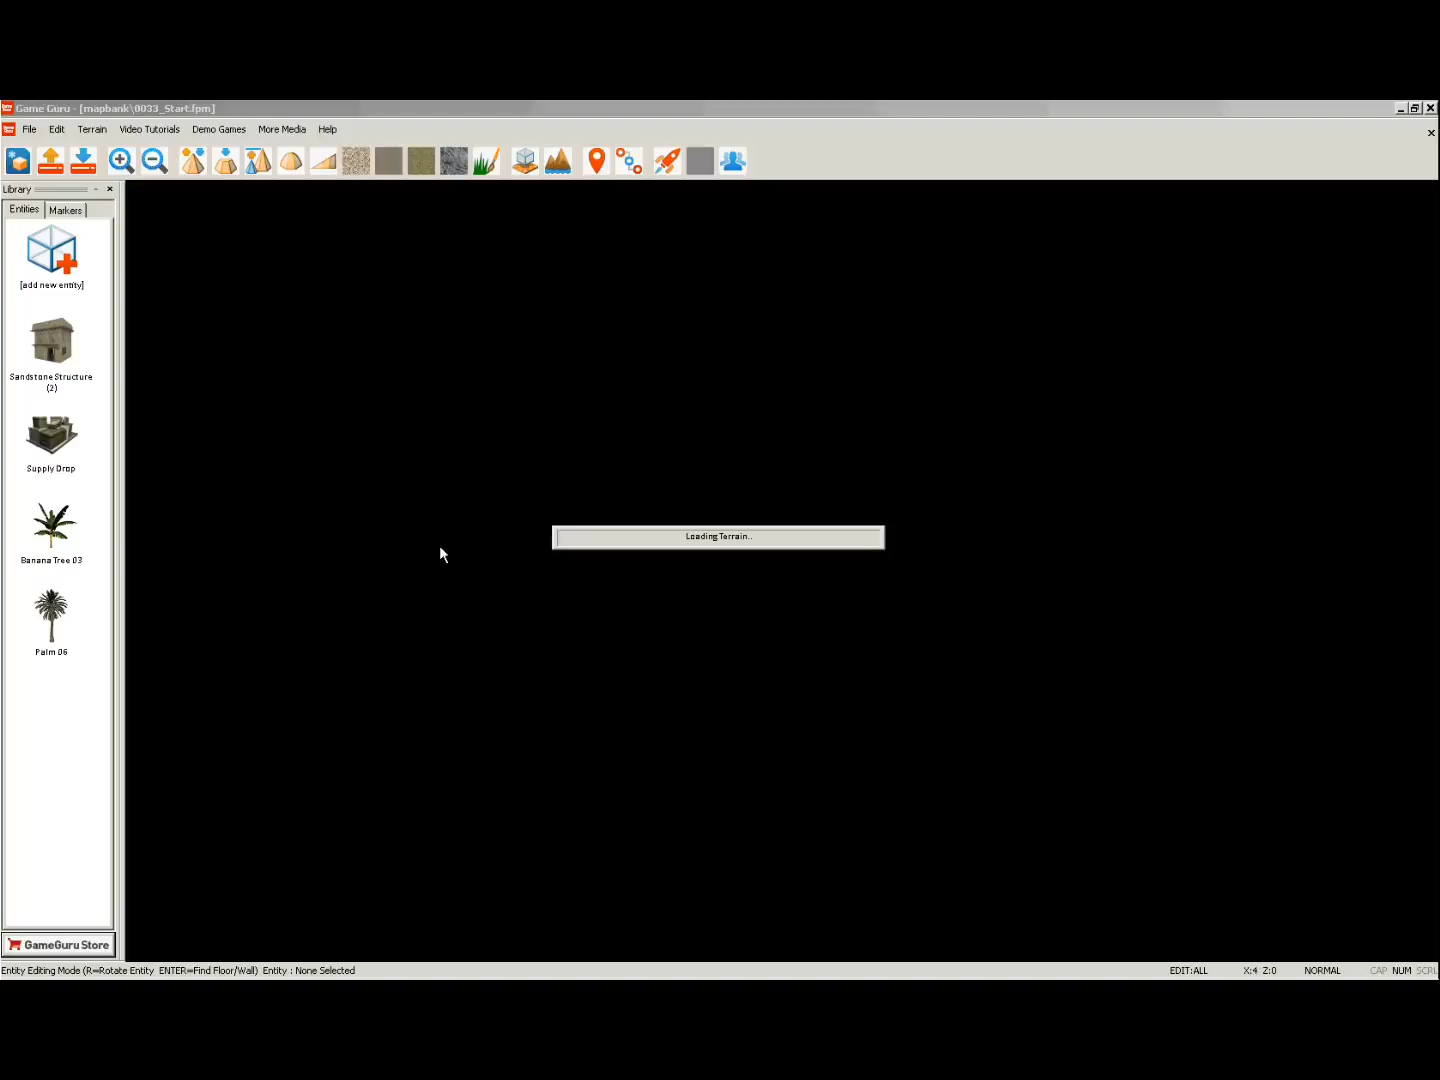 Game Guru - [mapbank\0033_Start.fpm]
File Edit Terrain Video Tutorials Demo Games More Media Help
Library
Entities Markers
[add new entity]
Sandstone Structure
(2)
Supply Drop
Banana Tree 03
Palm 06
Loading Terrain..
GameGuru Store
Entity Editing Mode (R=Rotate Entity ENTER=Find Floor/Wall) Entity : None Selected EDIT:ALL X:4 Z:0 NORMAL CAP NUM SCRL